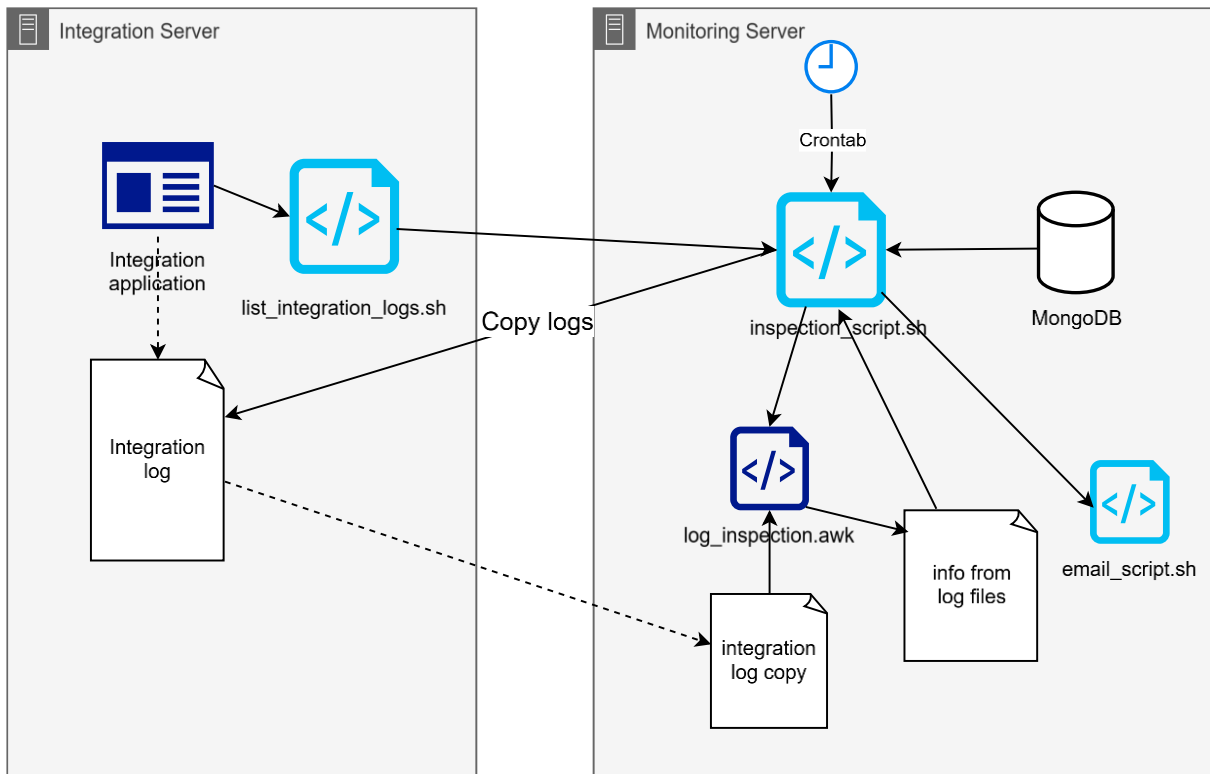 Integration Server
Monitoring Server
Crontab
Integration
application
list_integration_logs.sh
inspection_script.sh
MongoDB
Copy logs
Integration
log
log_inspection.awk
info from
log files
email_script.sh
integration
log copy